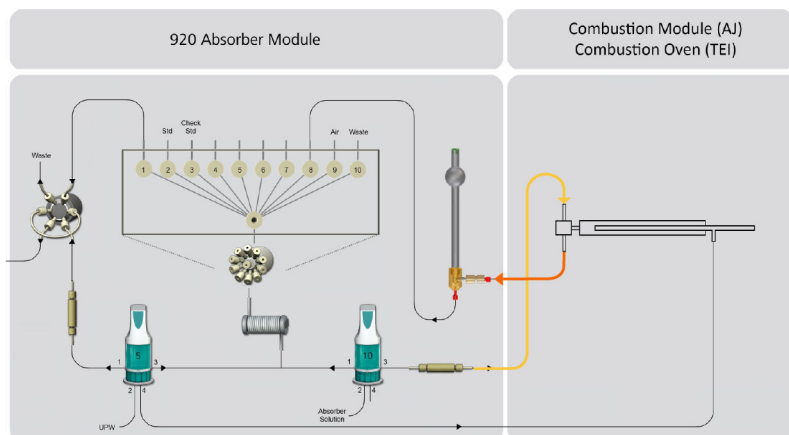 920 Absorber Module
Combustion Module (AJ)
Combustion Oven (TEI)
Check
Std
Std
Air
Waste
Waste
1
2
3
4
5
6
7
8
9
10
5
1
3
2
4
10
1
3
2
4
Absorber
Solution
UPW